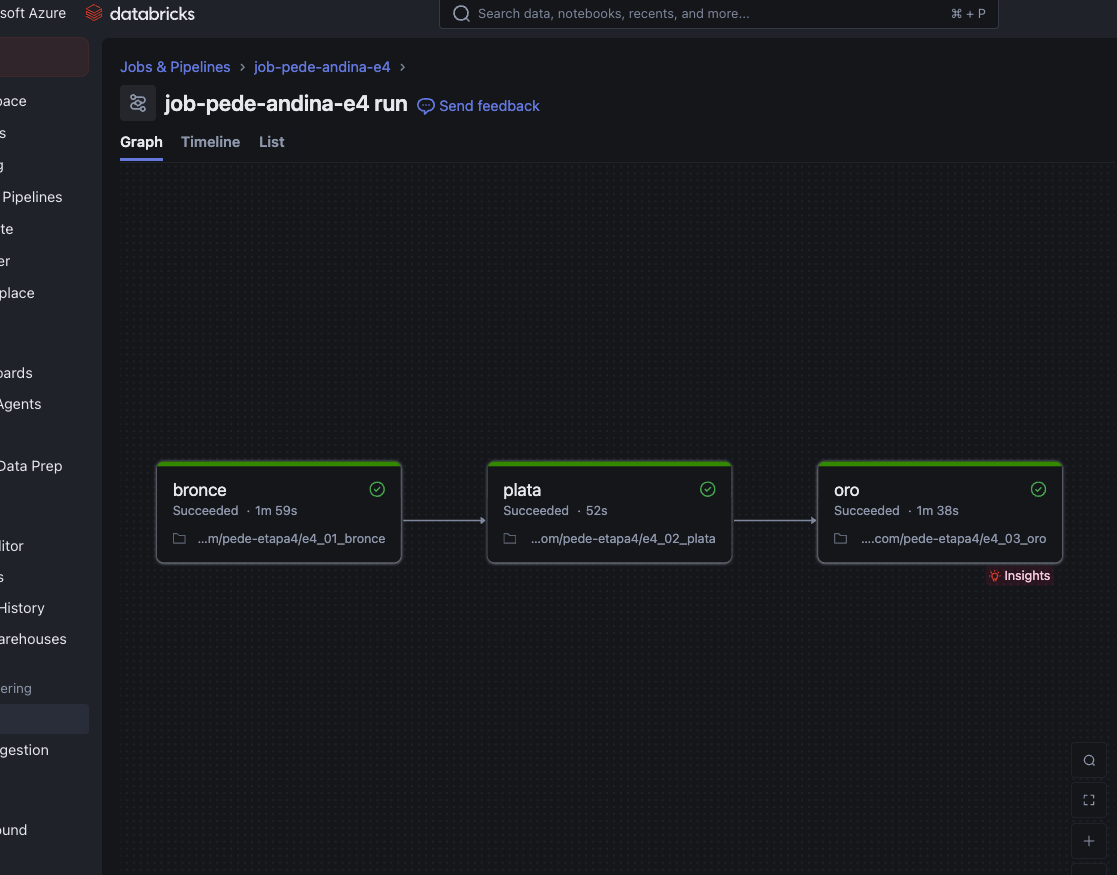 soft Azure
databricks
Search data, notebooks, recents, and more...
⌘ + P
Jobs & Pipelines › job-pede-andina-e4 ›
job-pede-andina-e4 run
Send feedback
Graph
Timeline
List
pace
s
g
Pipelines
te
er
place
oards
Agents
Data Prep
itor
s
History
arehouses
ering
gestion
ound
bronce
Succeeded · 1m 59s
...m/pede-etapa4/e4_01_bronce
plata
Succeeded · 52s
...om/pede-etapa4/e4_02_plata
oro
Succeeded · 1m 38s
....com/pede-etapa4/e4_03_oro
Insights